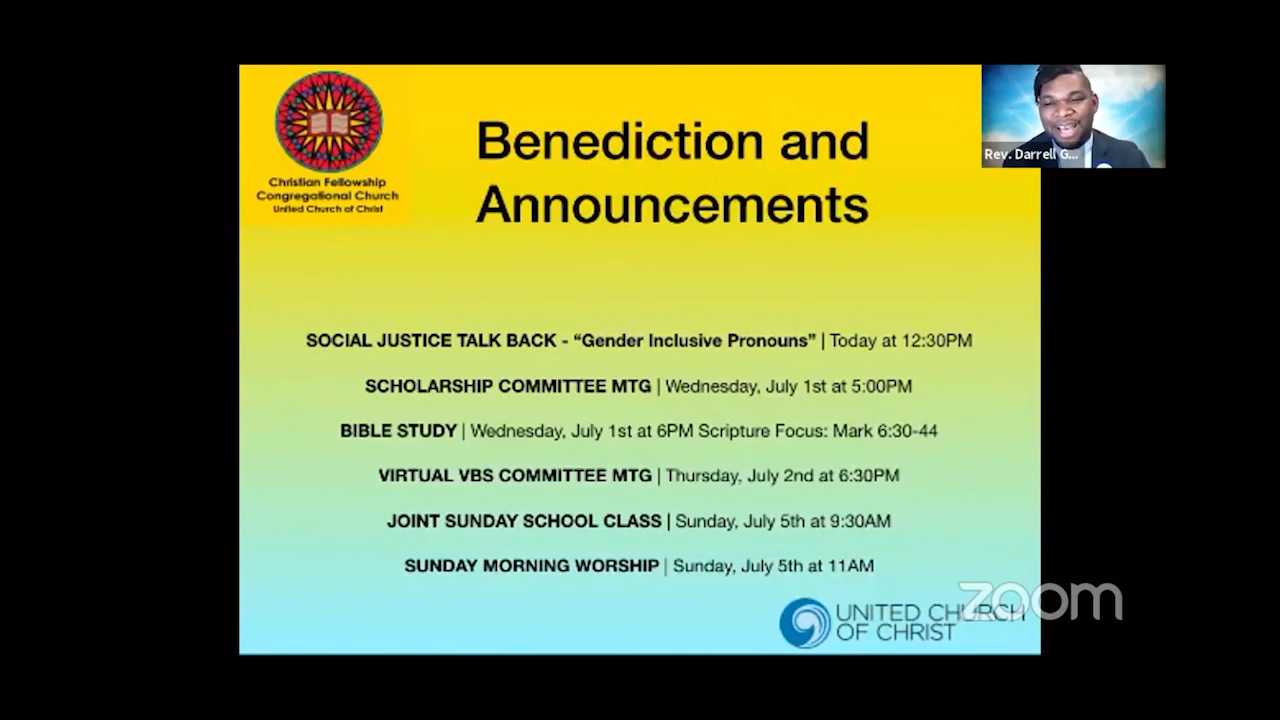 Christian Fellowship
Congregational Church
United Church of Christ
Benediction and
Announcements
Rev. Darrell G...
SOCIAL JUSTICE TALK BACK - “Gender Inclusive Pronouns” | Today at 12:30PM
SCHOLARSHIP COMMITTEE MTG | Wednesday, July 1st at 5:00PM
BIBLE STUDY | Wednesday, July 1st at 6PM Scripture Focus: Mark 6:30-44
VIRTUAL VBS COMMITTEE MTG | Thursday, July 2nd at 6:30PM
JOINT SUNDAY SCHOOL CLASS | Sunday, July 5th at 9:30AM
SUNDAY MORNING WORSHIP | Sunday, July 5th at 11AM
UNITED CHURCH
OF CHRIST
zoom